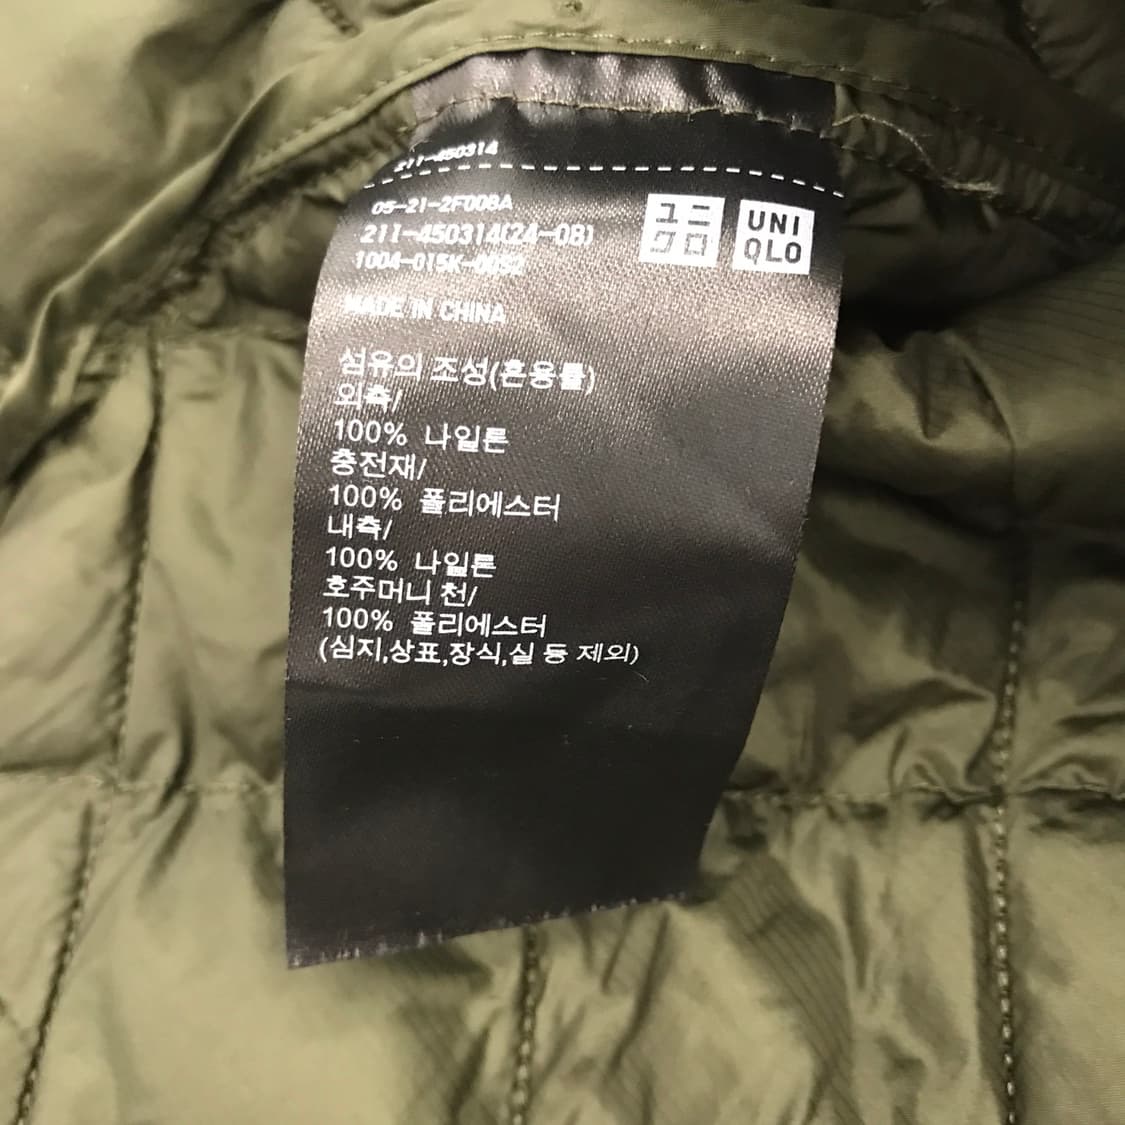 211-450314
05-21-2F008A
211-450314(24-08)
1004-015K-0052
ユニクロ
UNIQLO
MADE IN CHINA
섬유의 조성(혼용률)
외측/
100% 나일론
충전재/
100% 폴리에스터
내측/
100% 나일론
호주머니 천/
100% 폴리에스터
(심지,상표,장식,실 등 제외)